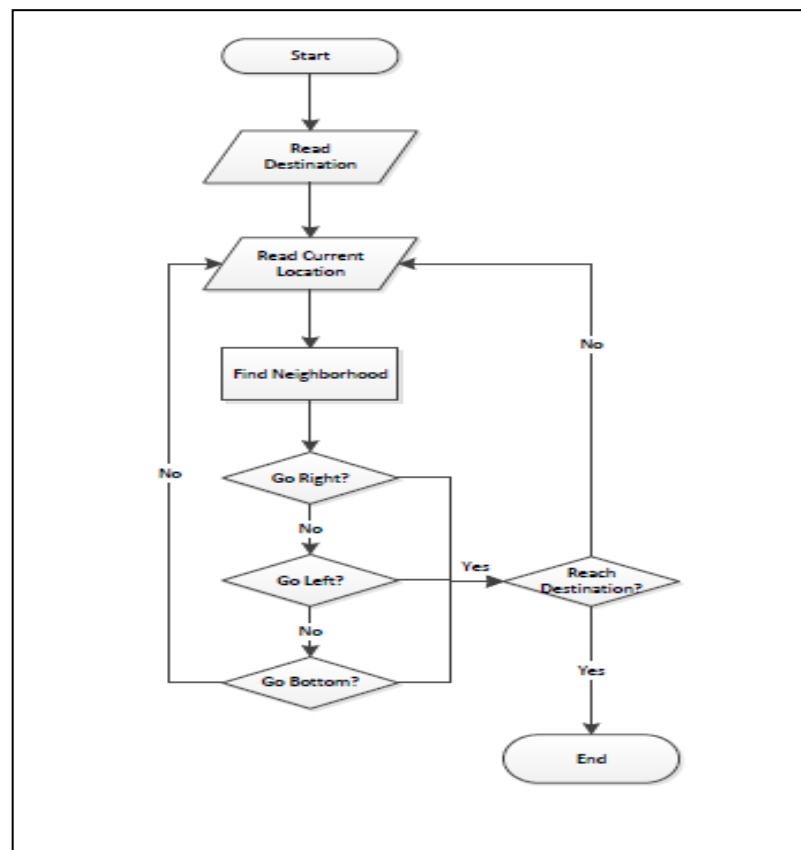 Start
Read
Destination
Read Current
Location
No
Find Neighborhood
No
Go Right?
No
Yes
Go Left?
Reach
Destination?
No
Go Bottom?
Yes
End